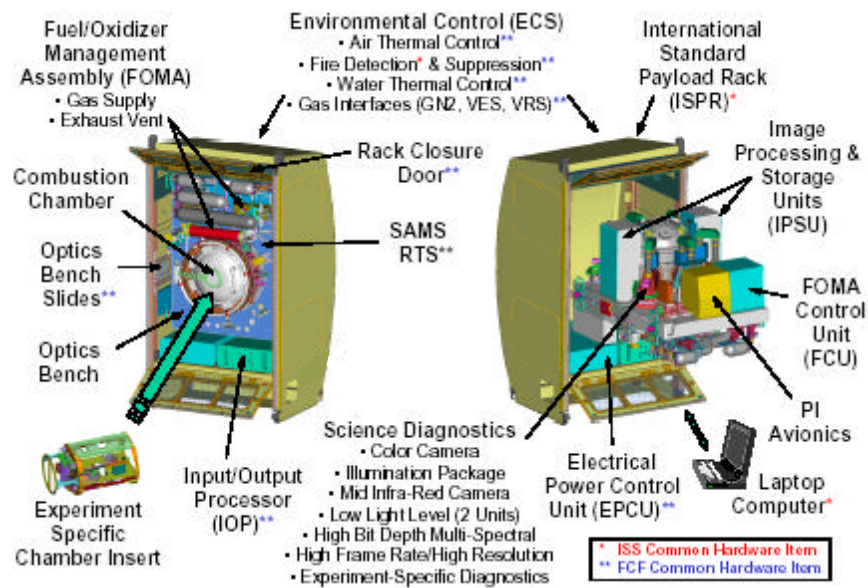 Fuel/Oxidizer
Management
Assembly (FOMA)
• Gas Supply
• Exhaust Vent
Environmental Control (ECS)
• Air Thermal Control**
• Fire Detection* & Suppression**
• Water Thermal Control**
• Gas Interfaces (GN2, VES, VRS)**
International
Standard
Payload Rack
(ISPR)*
Combustion
Chamber
Rack Closure
Door**
Image
Processing &
Storage
Units
(IPSU)
Optics
Bench
Slides**
SAMS
RTS**
FOMA
Control
Unit
(FCU)
Optics
Bench
PI
Avionics
Experiment
Specific
Chamber Insert
Input/Output
Processor
(IOP)**
Science Diagnostics
• Color Camera
• Illumination Package
• Mid Infra-Red Camera
• Low Light Level (2 Units)
• High Bit Depth Multi-Spectral
• High Frame Rate/High Resolution
• Experiment-Specific Diagnostics
Electrical
Power Control
Unit (EPCU)**
Laptop
Computer*
* ISS Common Hardware Item
** FCF Common Hardware Item